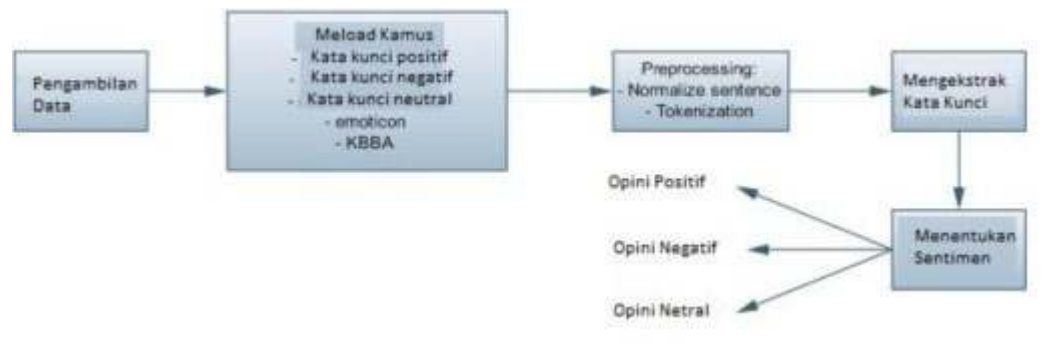 Pengambilan
Data
Meload Kamus
- Kata kunci positif
- Kata kunci negatif
- Kata kunci neutral
- emoticon
- KBBA
Preprocessing:
- Normalize sentence
- Tokenization
Mengekstrak
Kata Kunci
Menentukan
Sentimen
Opini Positif
Opini Negatif
Opini Netral